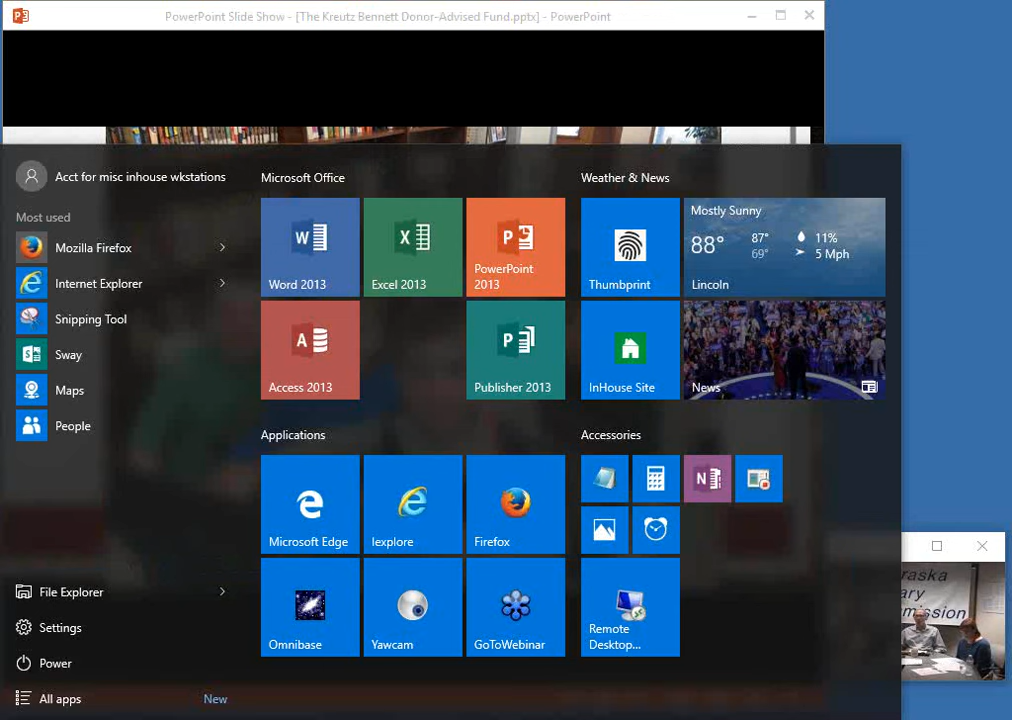 PowerPoint Slide Show - [The Kreutz Bennett Donor-Advised Fund.pptx] - PowerPoint
Acct for misc inhouse wkstations
Most used
Mozilla Firefox
Internet Explorer
Snipping Tool
Sway
Maps
People
File Explorer
Settings
Power
All apps
New
Microsoft Office
Word 2013
Excel 2013
PowerPoint
2013
Access 2013
Publisher 2013
Weather & News
Thumbprint
Mostly Sunny
88°
87°
69°
11%
5 Mph
Lincoln
InHouse Site
News
Applications
Microsoft Edge
Iexplore
Firefox
Omnibase
Yawcam
GoToWebinar
Accessories
Remote
Desktop...
raska
ary
mission